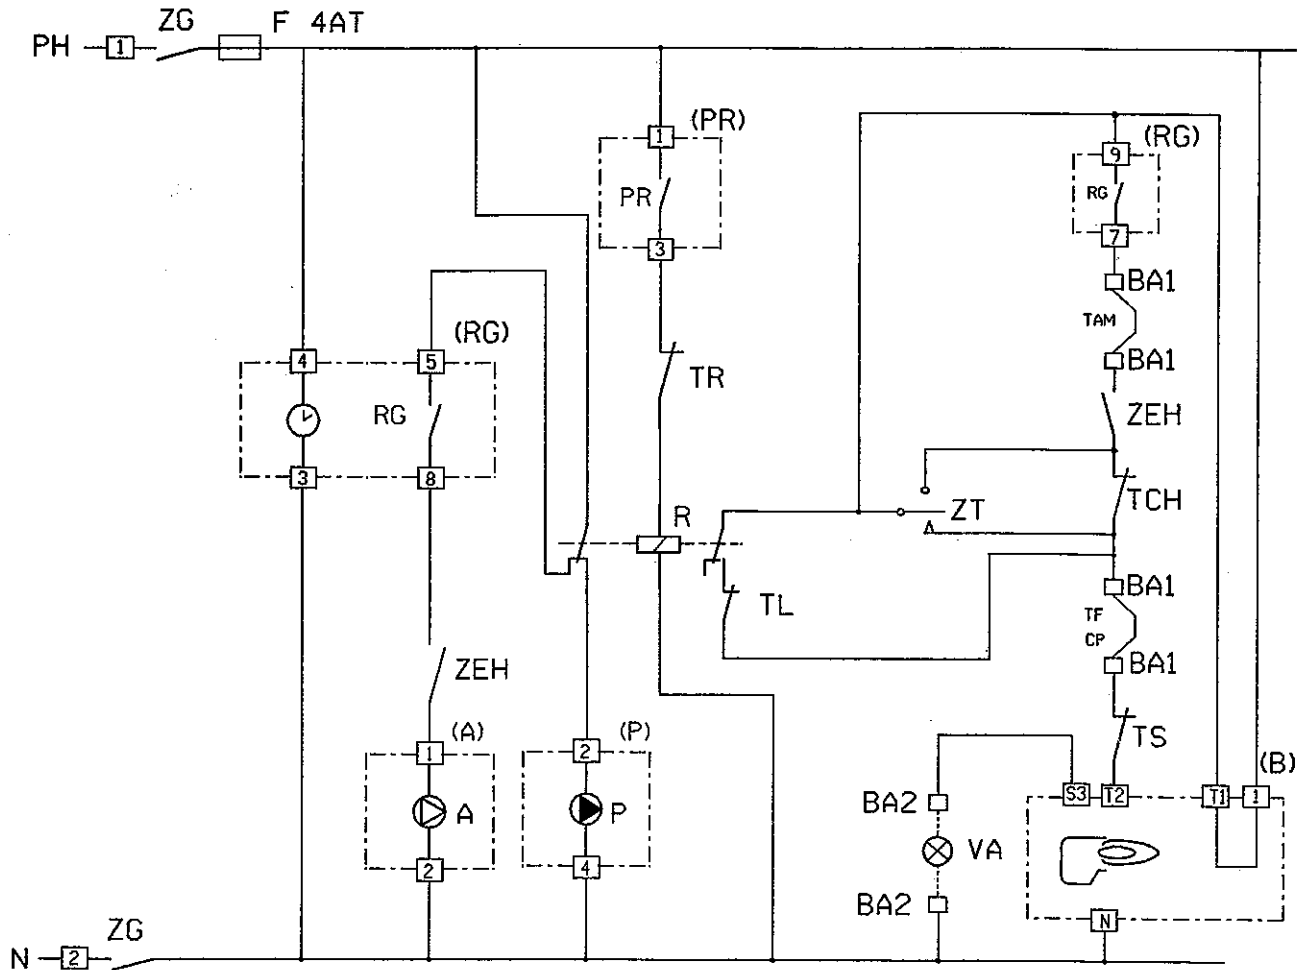 PH 1 ZG F 4AT
1 (PR)
PR
3
9 (RG)
RG
7
BA1
TAM
BA1
(RG)
4 5
RG
3 8
TR
ZEH
TCH
ZT
R
TL
BA1
TF
CP
BA1
ZEH
TS
(A) (P) (B)
1 2
S3 T2 T1 1
A P
BA2
VA
2 4
BA2
N
N 2 ZG